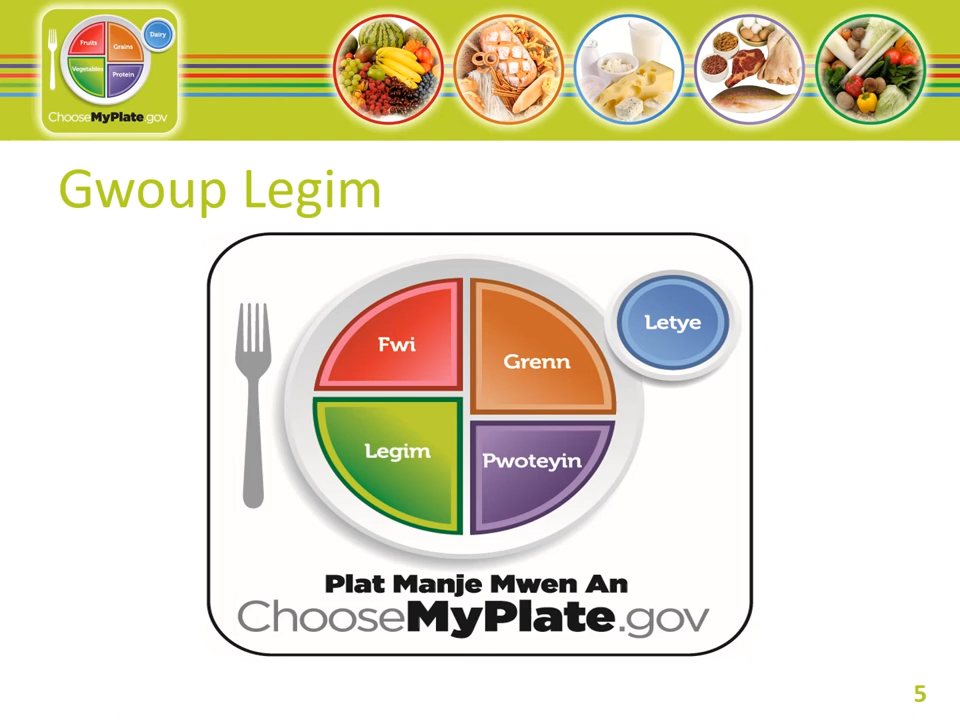 Fruits
Grains
Dairy
Vegetables
Protein
ChooseMyPlate.gov
Gwoup Legim
Fwi
Grenn
Letye
Legim
Pwoteyin
Plat Manje Mwen An
ChooseMyPlate.gov
5